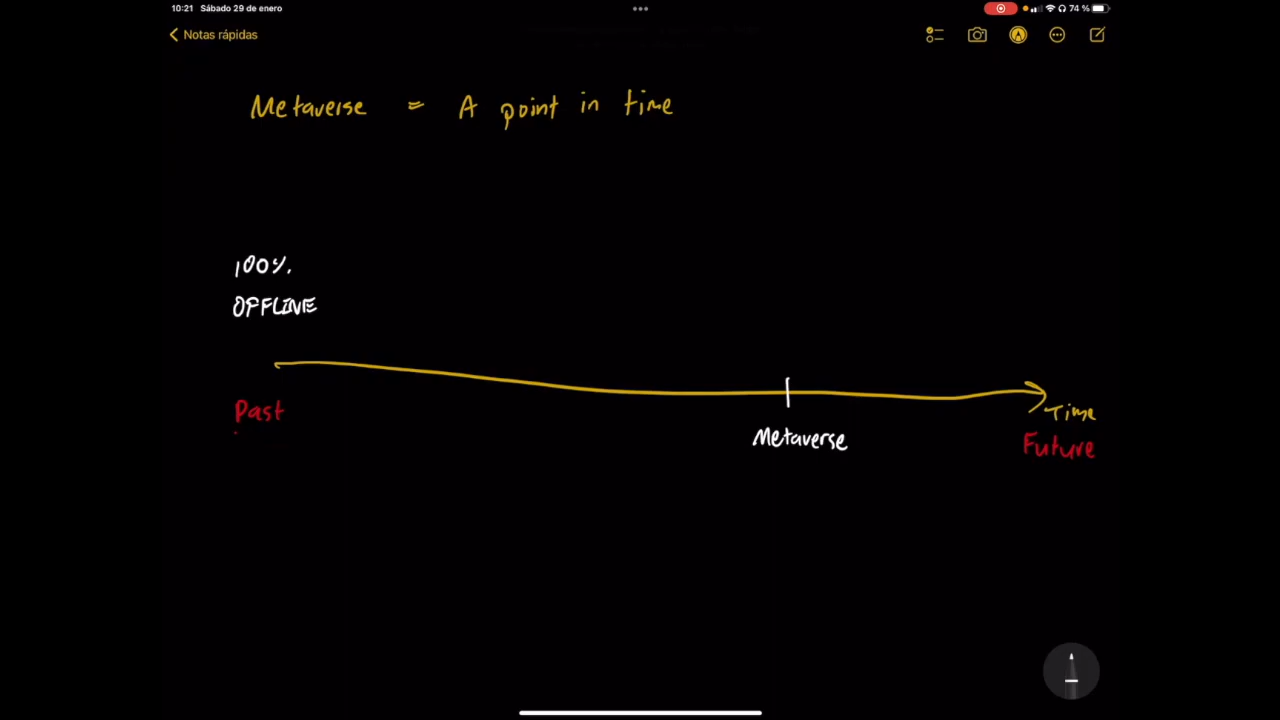 10:21 Sábado 29 de enero
74 %
Notas rápidas
Metaverse = A point in time
100%
OFFLINE
Past
Metaverse
Time
Future